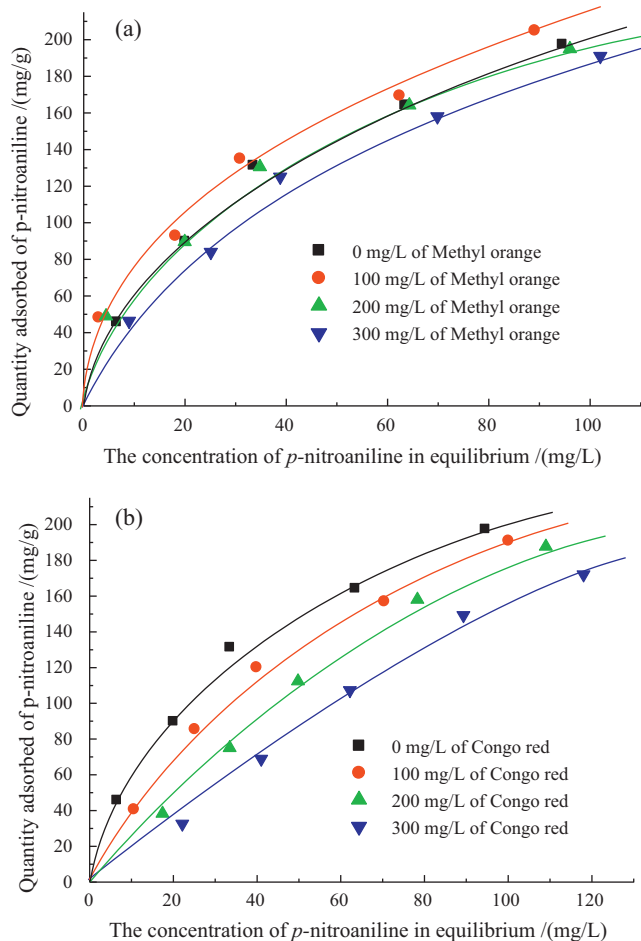 (a)
200
180
160
140
120
100
80
60
40
20
0
0 20 40 60 80 100
Quantity adsorbed of p-nitroaniline /(mg/g)
0 mg/L of Methyl orange
100 mg/L of Methyl orange
200 mg/L of Methyl orange
300 mg/L of Methyl orange
The concentration of p-nitroaniline in equilibrium /(mg/L)
(b)
200
180
160
140
120
100
80
60
40
20
0
0 20 40 60 80 100 120
Quantity adsorbed of p-nitroaniline /(mg/g)
0 mg/L of Congo red
100 mg/L of Congo red
200 mg/L of Congo red
300 mg/L of Congo red
The concentration of p-nitroaniline in equilibrium /(mg/L)